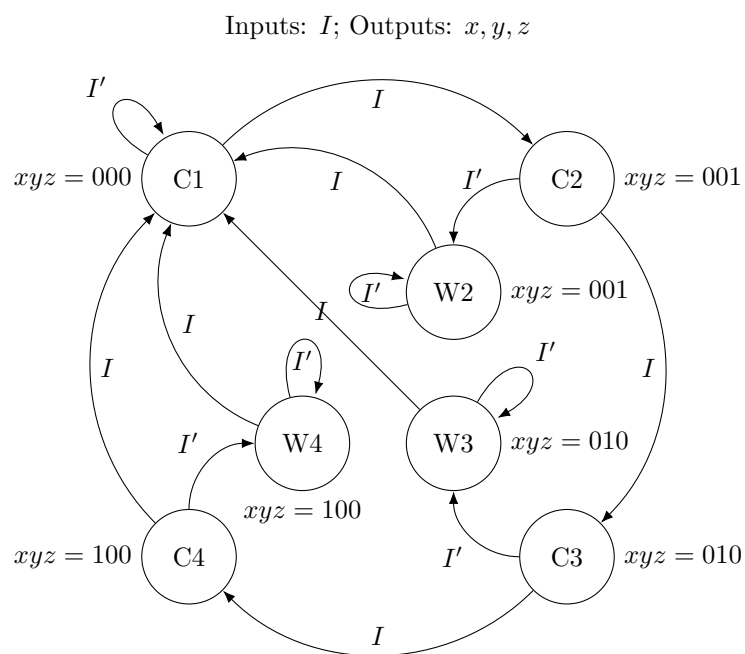 Inputs: I; Outputs: x, y, z
I′
I
xyz = 000
C1
I
I′
C2
xyz = 001
I′
W2
xyz = 001
I
I
I′
I′
I
I
I′
W4
W3
xyz = 010
xyz = 100
xyz = 100
C4
I′
C3
xyz = 010
I